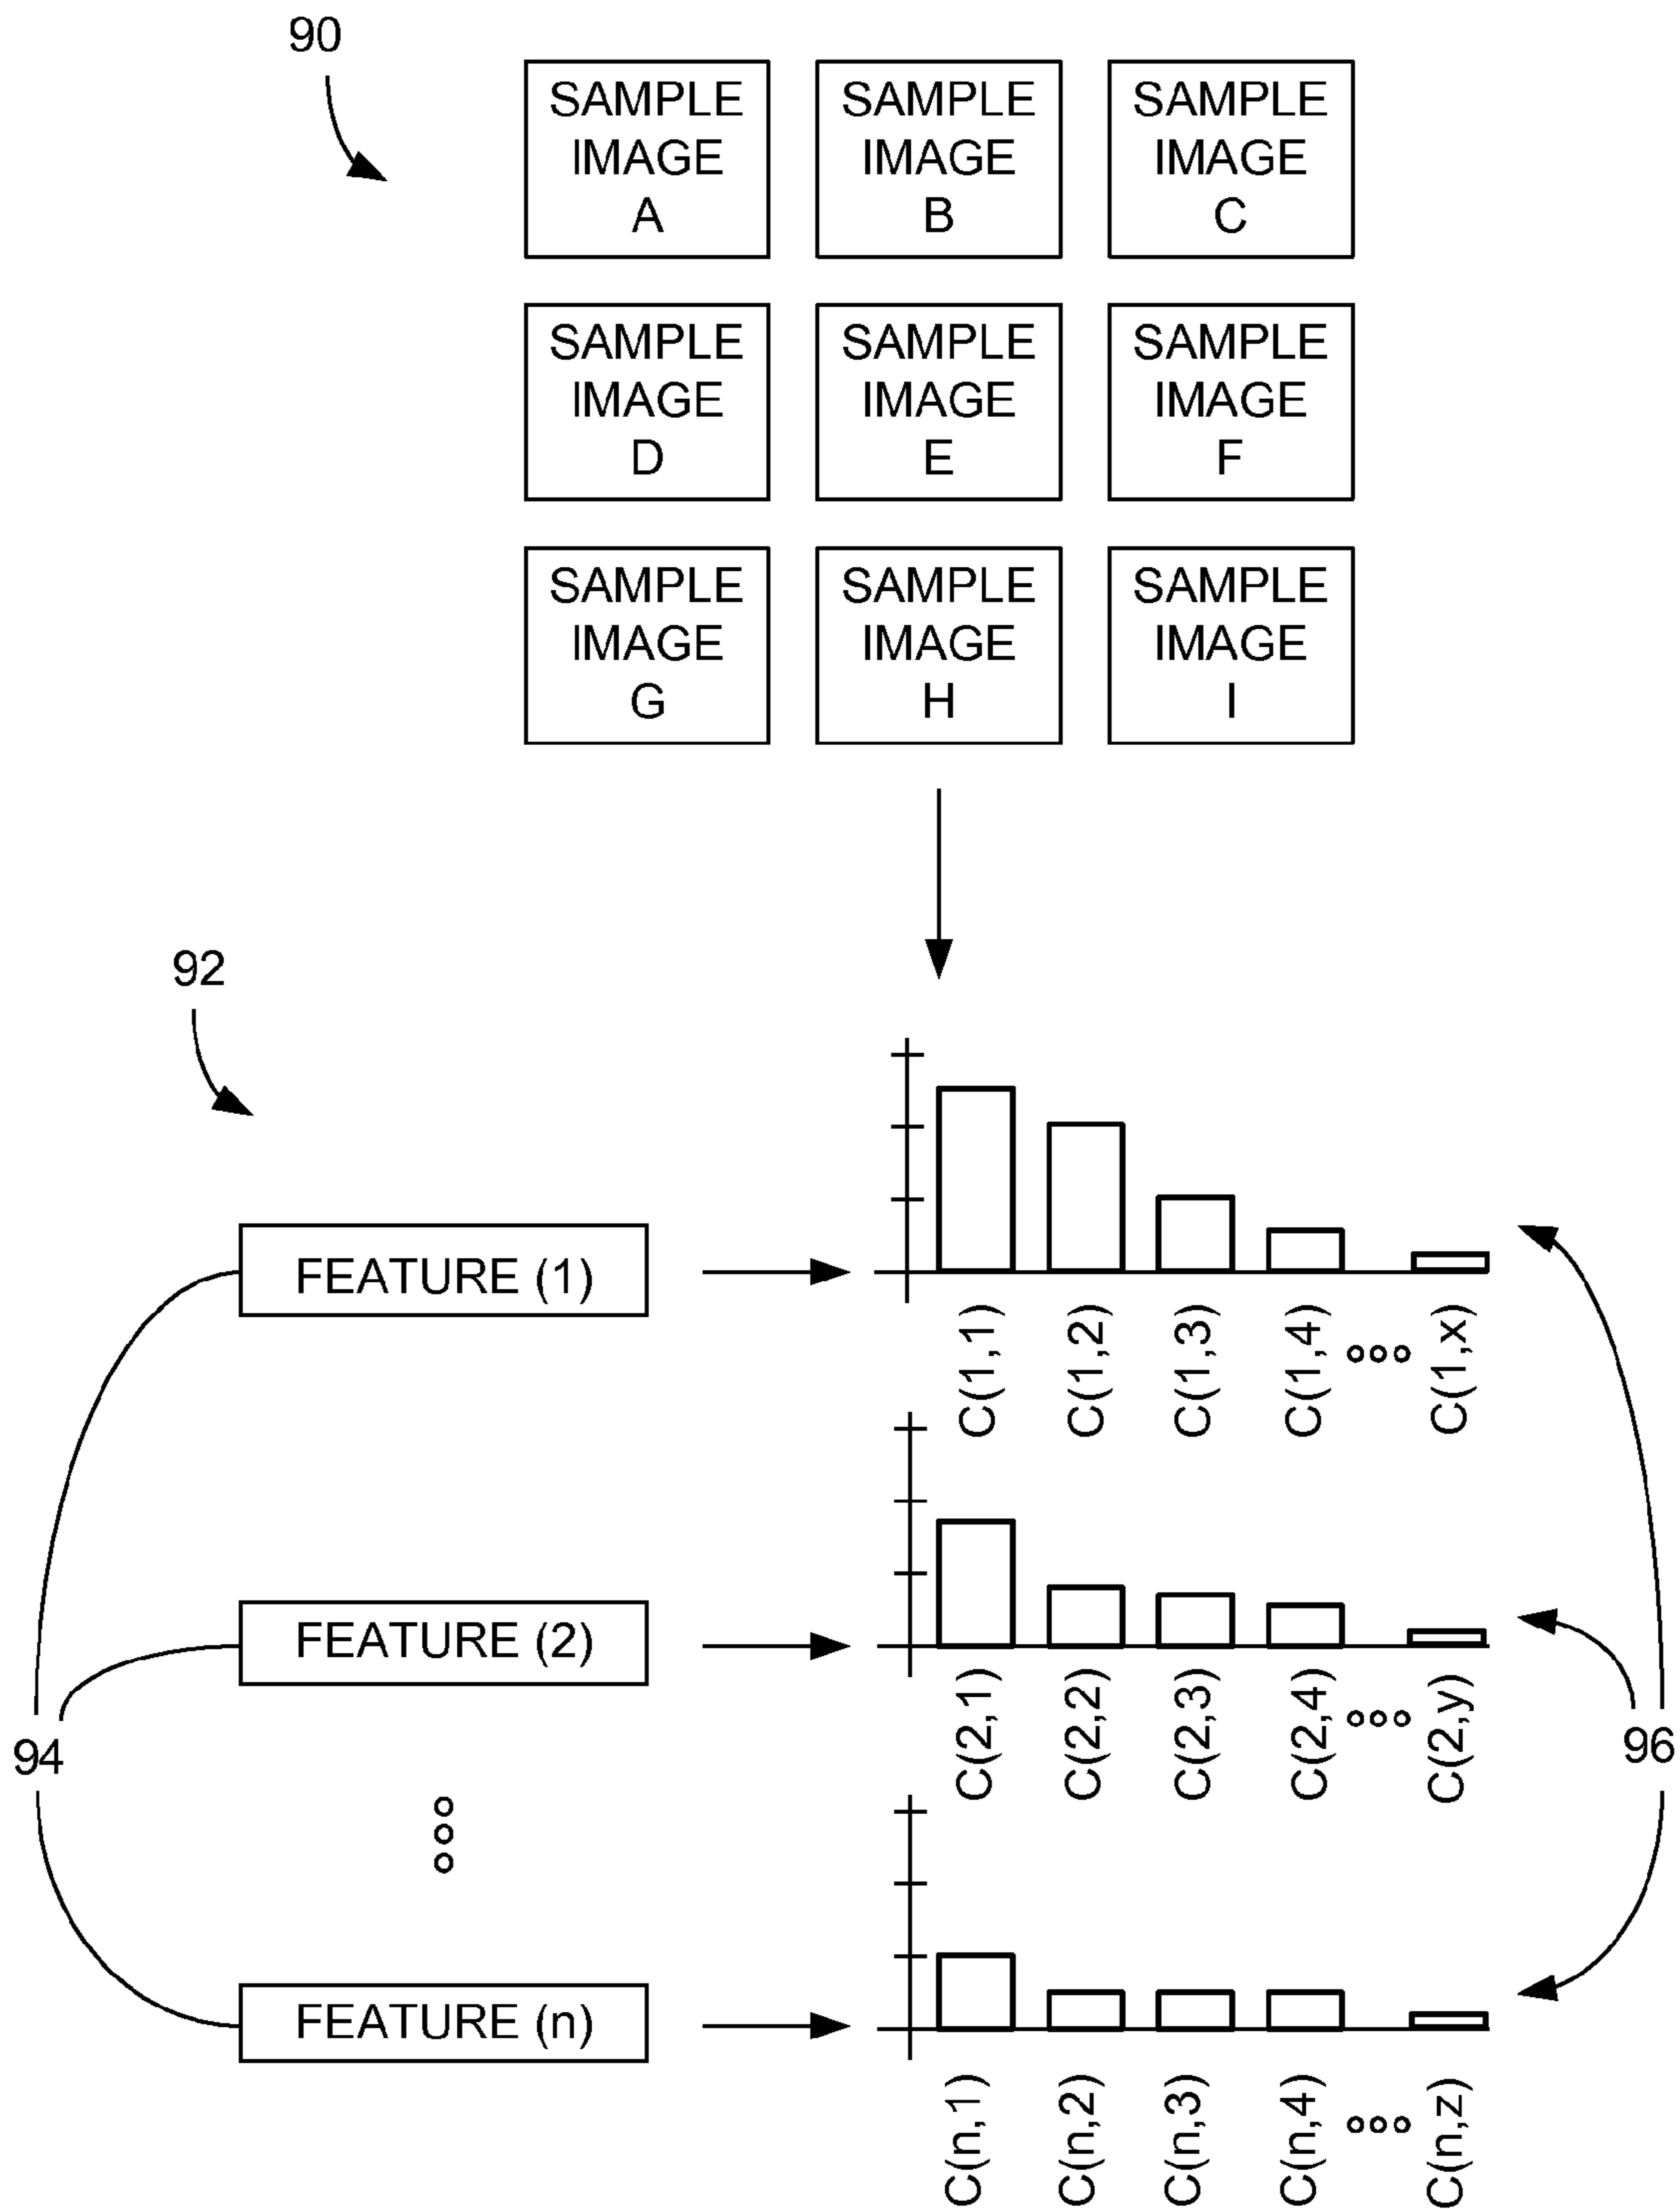 90
SAMPLE IMAGE A
SAMPLE IMAGE B
SAMPLE IMAGE C
SAMPLE IMAGE D
SAMPLE IMAGE E
SAMPLE IMAGE F
SAMPLE IMAGE G
SAMPLE IMAGE H
SAMPLE IMAGE I
92
FEATURE (1)
C(1,1)
C(1,2)
C(1,3)
C(1,4)
C(1,x)
FEATURE (2)
C(2,1)
C(2,2)
C(2,3)
C(2,4)
C(2,y)
94
96
FEATURE (n)
C(n,1)
C(n,2)
C(n,3)
C(n,4)
C(n,z)